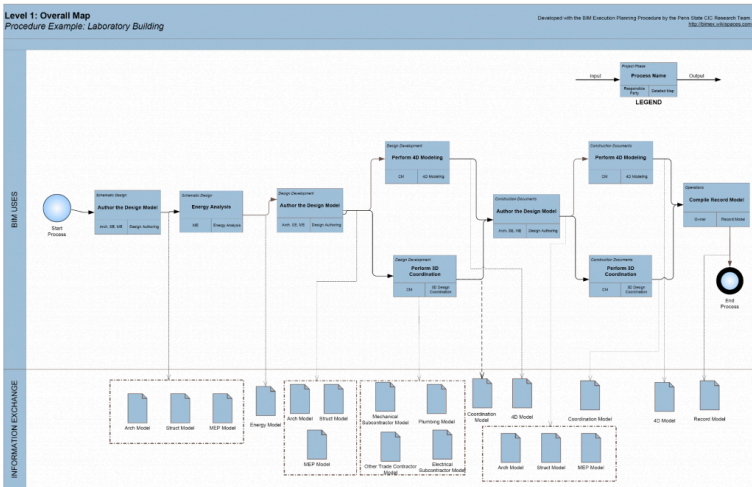 Level 1: Overall Map
Procedure Example: Laboratory Building
Developed with the BIM Execution Planning Procedure by the Penn State CIC Research Team.
http://bimex.wikispaces.com
Input
Project Phase
Process Name
Responsible Party
Detailed Map
Output
LEGEND
BIM USES
Start
Process
Schematic Design
Author the Design Model
Arch, SE, ME
Design Authoring
Schematic Design
Energy Analysis
ME
Energy Analysis
Design Development
Author the Design Model
Arch, SE, ME
Design Authoring
Design Development
Perform 4D Modeling
CM
4D Modeling
Design Development
Perform 3D
Coordination
CM
3D Design
Coordination
Construction Documents
Author the Design Model
Arch, SE, ME
Design Authoring
Construction Documents
Perform 4D Modeling
CM
4D Modeling
Construction Documents
Perform 3D
Coordination
CM
3D Design
Coordination
Operations
Compile Record Model
Owner
Record Model
End
Process
INFORMATION EXCHANGE
Arch Model
Struct Model
MEP Model
Energy Model
Arch Model
Struct Model
MEP Model
Mechanical
Subcontractor Model
Plumbing Model
Other Trade Contractor
Model
Electrical
Subcontractor Model
Coordination
Model
4D Model
Coordination Model
4D Model
Record Model
Arch Model
Struct Model
MEP Model